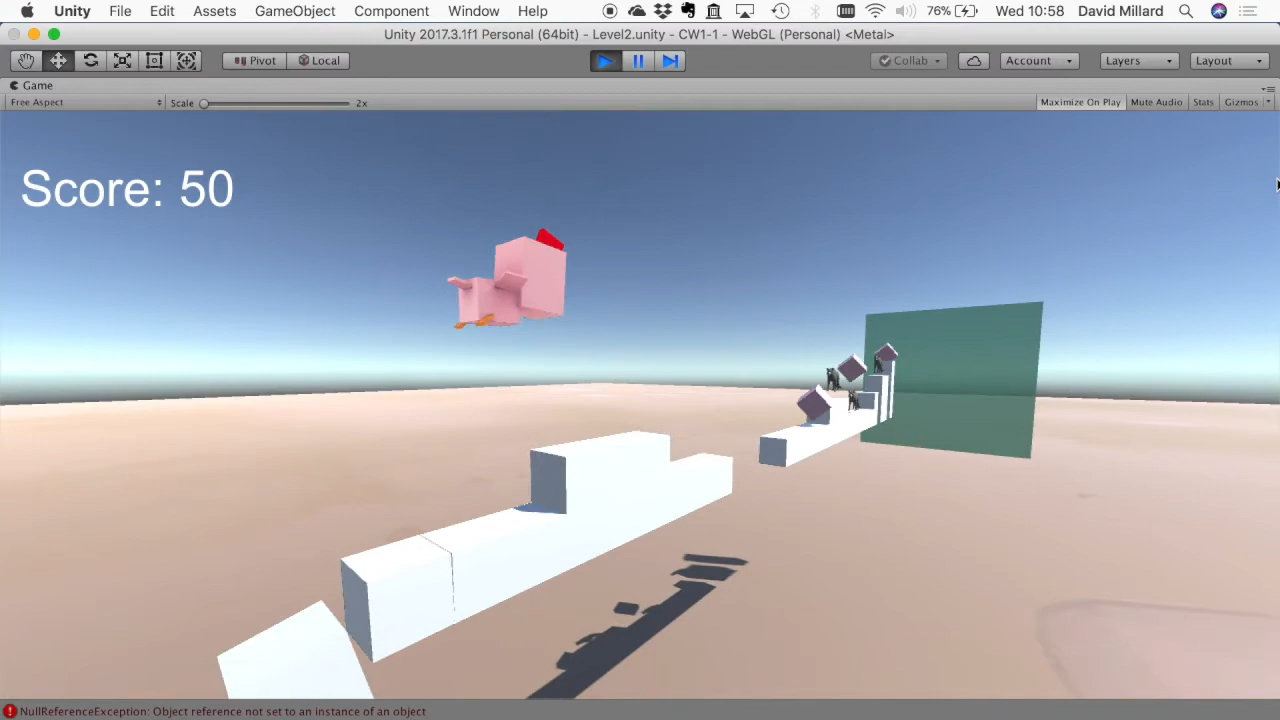 Unity File Edit Assets GameObject Component Window Help 76% Wed 10:58 David Millard
Unity 2017.3.1f1 Personal (64bit) - Level2.unity - CW1-1 - WebGL (Personal) <Metal>
Pivot Local Collab Account Layers Layout
Game
Free Aspect Scale 2x Maximize On Play Mute Audio Stats Gizmos
Score: 50
NullReferenceException: Object reference not set to an instance of an object